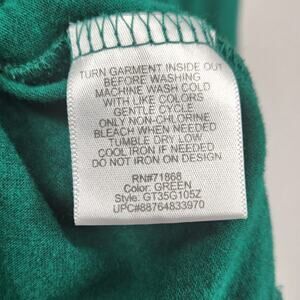 TURN GARMENT INSIDE OUT
BEFORE WASHING
MACHINE WASH COLD
WITH LIKE COLORS
GENTLE CYCLE
ONLY NON-CHLORINE
BLEACH WHEN NEEDED
TUMBLE DRY LOW
COOL IRON IF NEEDED
DO NOT IRON ON DESIGN
RN#71868
Color: GREEN
Style: GT35G105Z
UPC#88764833970